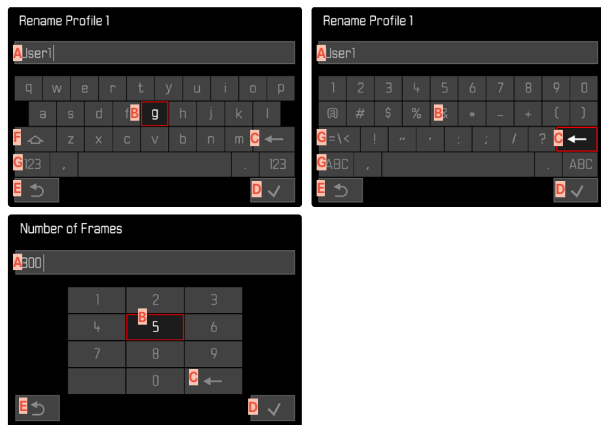 Rename Profile 1
A User1
q w e r t y u i o p
a s d f B g h j k l
F z x c v b n m C ←
G 123 , . 123
E D
Rename Profile 1
A User1
1 2 3 4 5 6 7 8 9 0
@ # $ % B & * - + ( )
G =\< ! " ' : ; / ? C ←
G ABC , . ABC
E D
Number of Frames
A 300
1 2 3
B
4 5 6
7 8 9
0 C ←
E D